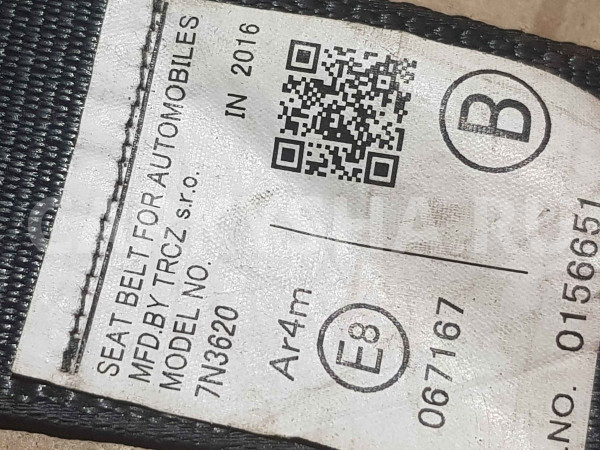 SEAT BELT FOR AUTOMOBILES
MFD.BY TRCZ s.r.o. IN 2016
MODEL NO.
7N3620
B
Ar4m
E8
067167
.NO. 0156651